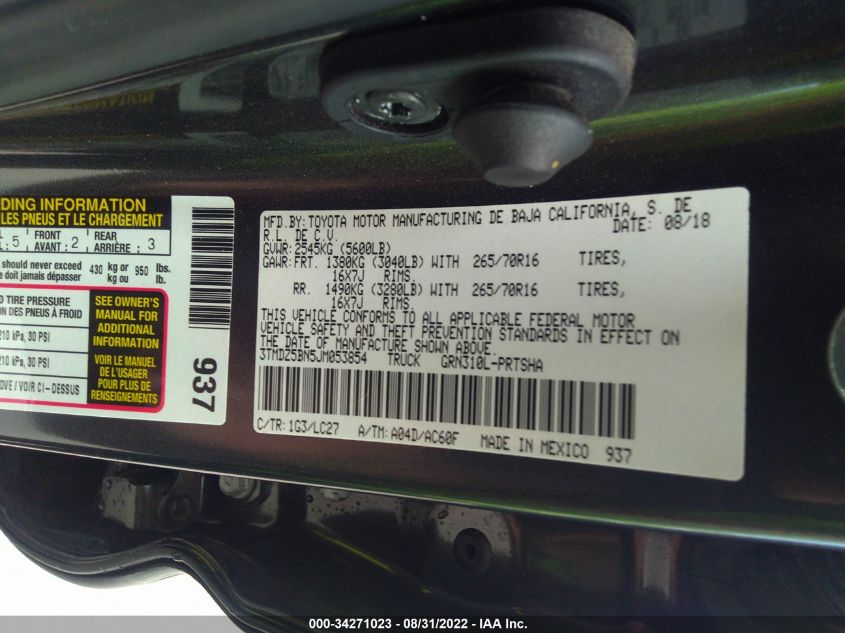 DING INFORMATION
LES PNEUS ET LE CHARGEMENT
: 5 FRONT AVANT : 2 REAR ARRIÈRE : 3
should never exceed 430 kg or 950 lbs.
e doit jamais dépasser kg ou lb.
TIRE PRESSURE
ON DES PNEUS À FROID
210 kPa, 30 PSI
210 kPa, 30 PSI
OVE / VOIR CI-DESSUS
SEE OWNER'S
MANUAL FOR
ADDITIONAL
INFORMATION
VOIR LE MANUEL
DE L'USAGER
POUR PLUS DE
RENSEIGNEMENTS
937
MFD.BY:TOYOTA MOTOR MANUFACTURING DE BAJA CALIFORNIA, S. DE
R.L. DE C.V. DATE: 08/18
GVWR:2545KG (5600LB)
GAWR:FRT. 1380KG (3040LB) WITH 265/70R16 TIRES,
16X7J RIMS.
RR. 1490KG (3280LB) WITH 265/70R16 TIRES,
16X7J RIMS.
THIS VEHICLE CONFORMS TO ALL APPLICABLE FEDERAL MOTOR
VEHICLE SAFETY AND THEFT PREVENTION STANDARDS IN EFFECT ON
THE DATE OF MANUFACTURE SHOWN ABOVE.
3TMDZ5BN5JM053854 TRUCK GRN310L-PRTSHA
C/TR:1G3/LC27 A/TM:A04D/AC60F MADE IN MEXICO 937
000-34271023 - 08/31/2022 - IAA Inc.